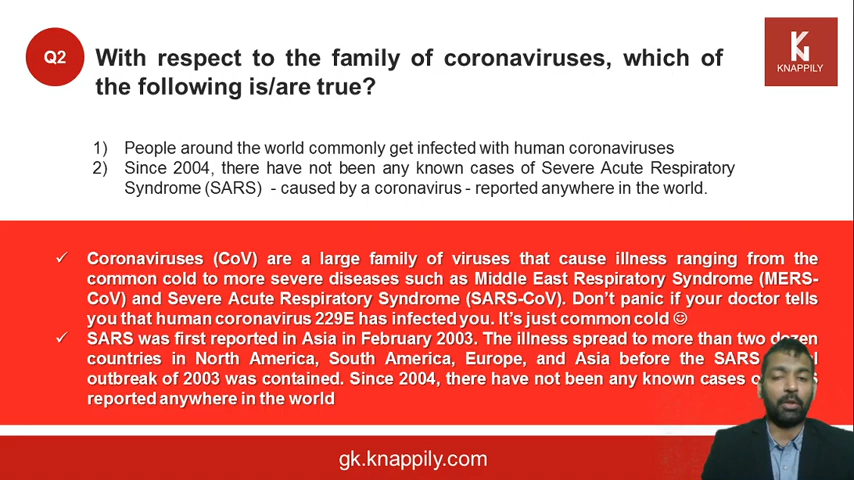 Q2
With respect to the family of coronaviruses, which of
the following is/are true?
KNAPPILY
1) People around the world commonly get infected with human coronaviruses
2) Since 2004, there have not been any known cases of Severe Acute Respiratory
Syndrome (SARS) - caused by a coronavirus - reported anywhere in the world.
✓ Coronaviruses (CoV) are a large family of viruses that cause illness ranging from the
common cold to more severe diseases such as Middle East Respiratory Syndrome (MERS-
CoV) and Severe Acute Respiratory Syndrome (SARS-CoV). Don't panic if your doctor tells
you that human coronavirus 229E has infected you. It's just common cold ☺
✓ SARS was first reported in Asia in February 2003. The illness spread to more than two dozen
countries in North America, South America, Europe, and Asia before the SARS
outbreak of 2003 was contained. Since 2004, there have not been any known cases
reported anywhere in the world
gk.knappily.com